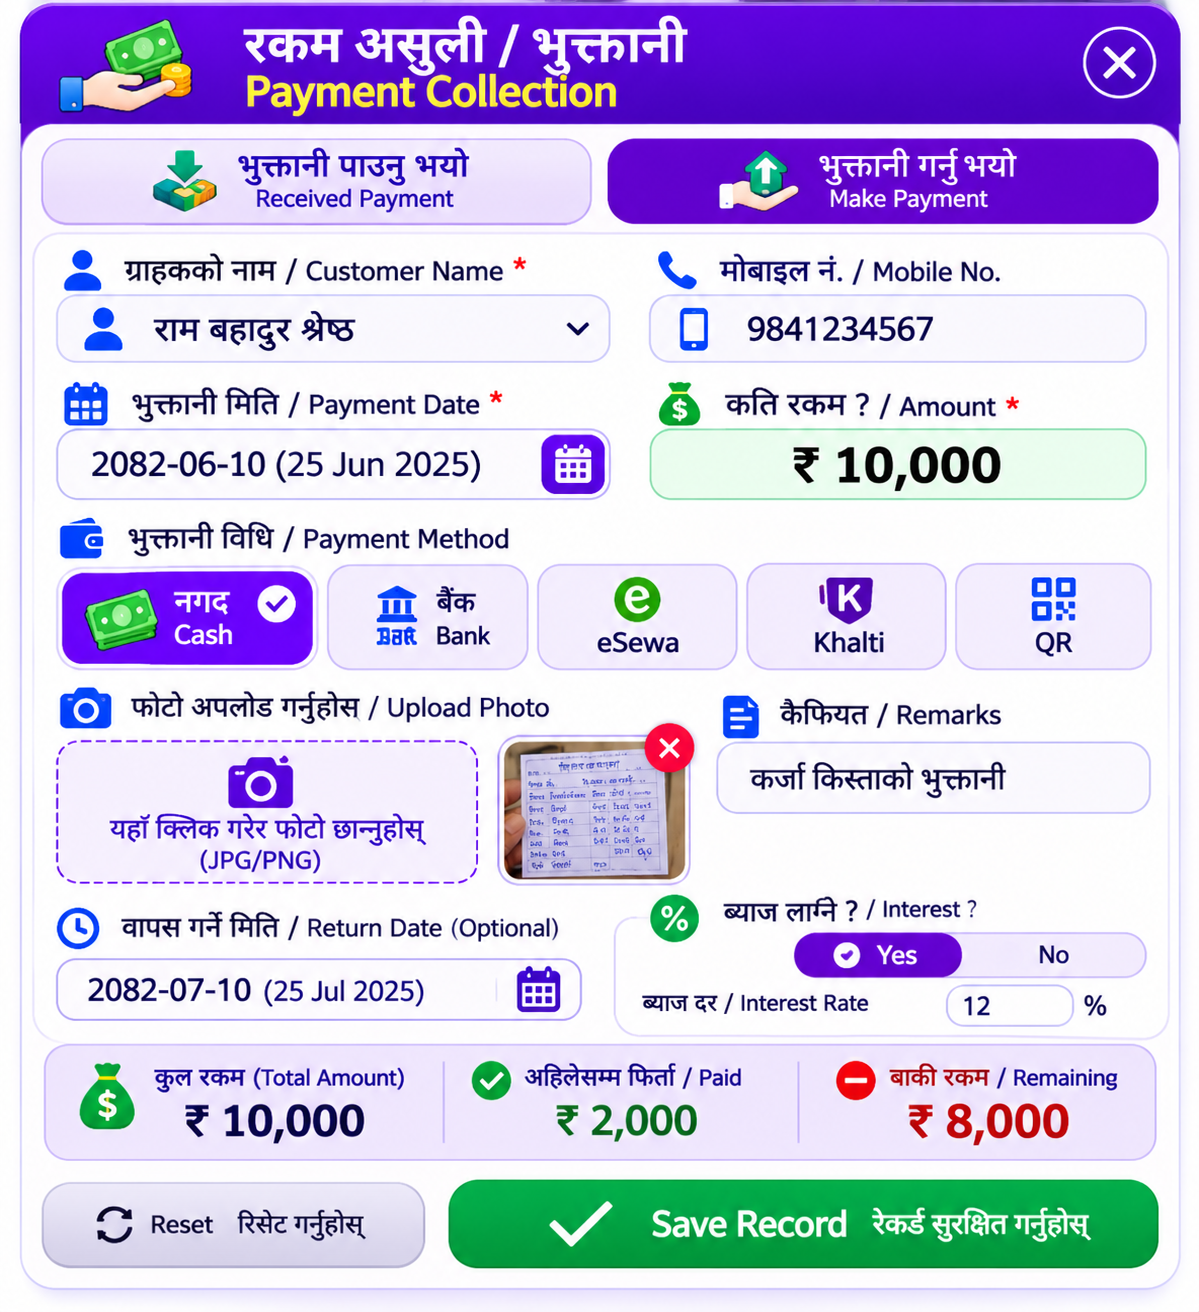 रकम असुली / भुक्तानी
Payment Collection
भुक्तानी पाउनु भयो
Received Payment
भुक्तानी गर्नु भयो
Make Payment
ग्राहकको नाम / Customer Name *
मोबाइल नं. / Mobile No.
राम बहादुर श्रेष्ठ
9841234567
भुक्तानी मिति / Payment Date *
कति रकम ? / Amount *
2082-06-10 (25 Jun 2025)
₹ 10,000
भुक्तानी विधि / Payment Method
नगद
Cash
बैंक
Bank
eSewa
Khalti
QR
फोटो अपलोड गर्नुहोस् / Upload Photo
कैफियत / Remarks
यहाँ क्लिक गरेर फोटो छान्नुहोस्
(JPG/PNG)
कर्जा किस्ताको भुक्तानी
वापस गर्ने मिति / Return Date (Optional)
ब्याज लाग्ने ? / Interest ?
Yes
No
2082-07-10 (25 Jul 2025)
ब्याज दर / Interest Rate
12 %
कुल रकम (Total Amount)
₹ 10,000
अहिलेसम्म फिर्ता / Paid
₹ 2,000
बाकी रकम / Remaining
₹ 8,000
Reset रिसेट गर्नुहोस्
Save Record रेकर्ड सुरक्षित गर्नुहोस्